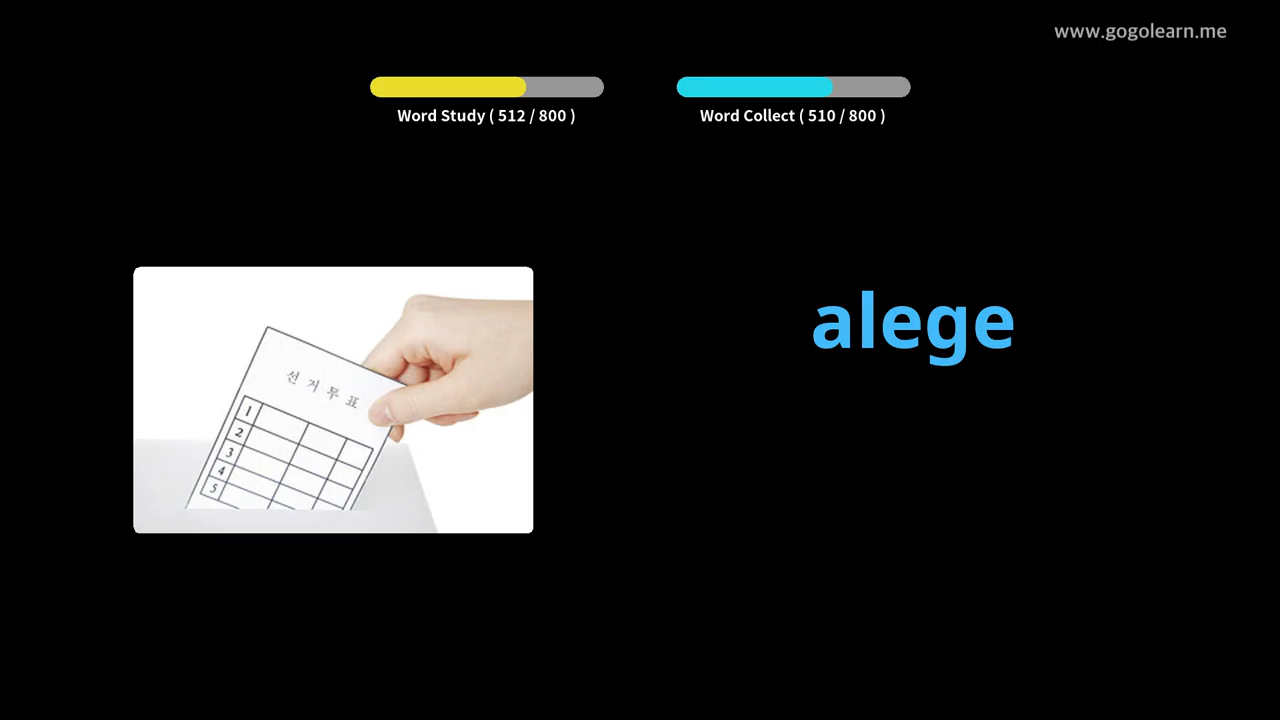 www.gogolearn.me
Word Study ( 512 / 800 )
Word Collect ( 510 / 800 )
alege
선거투표
1
2
3
4
5